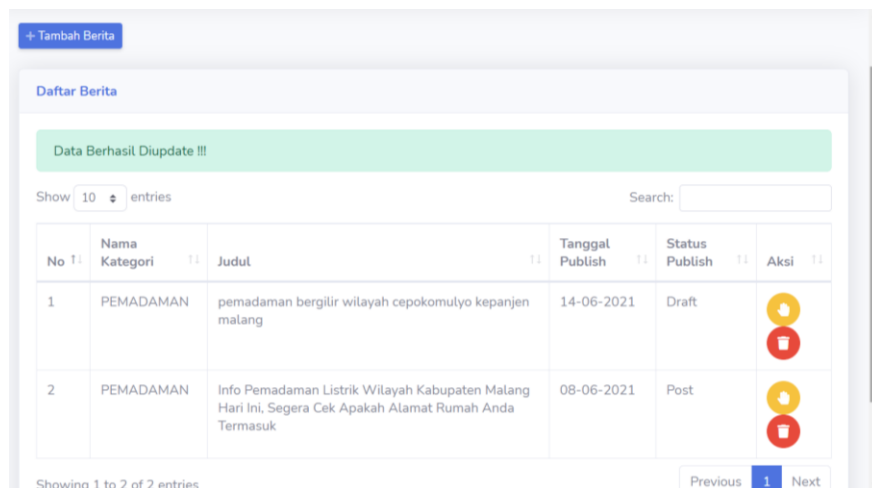 + Tambah Berita
Daftar Berita
Data Berhasil Diupdate !!!
Show 10 entries
Search:
No Nama Kategori Judul Tanggal Publish Status Publish Aksi
1 PEMADAMAN pemadaman bergilir wilayah cepokomulyo kepanjen 14-06-2021 Draft
malang
2 PEMADAMAN Info Pemadaman Listrik Wilayah Kabupaten Malang 08-06-2021 Post
Hari Ini, Segera Cek Apakah Alamat Rumah Anda
Termasuk
Showing 1 to 2 of 2 entries
Previous 1 Next